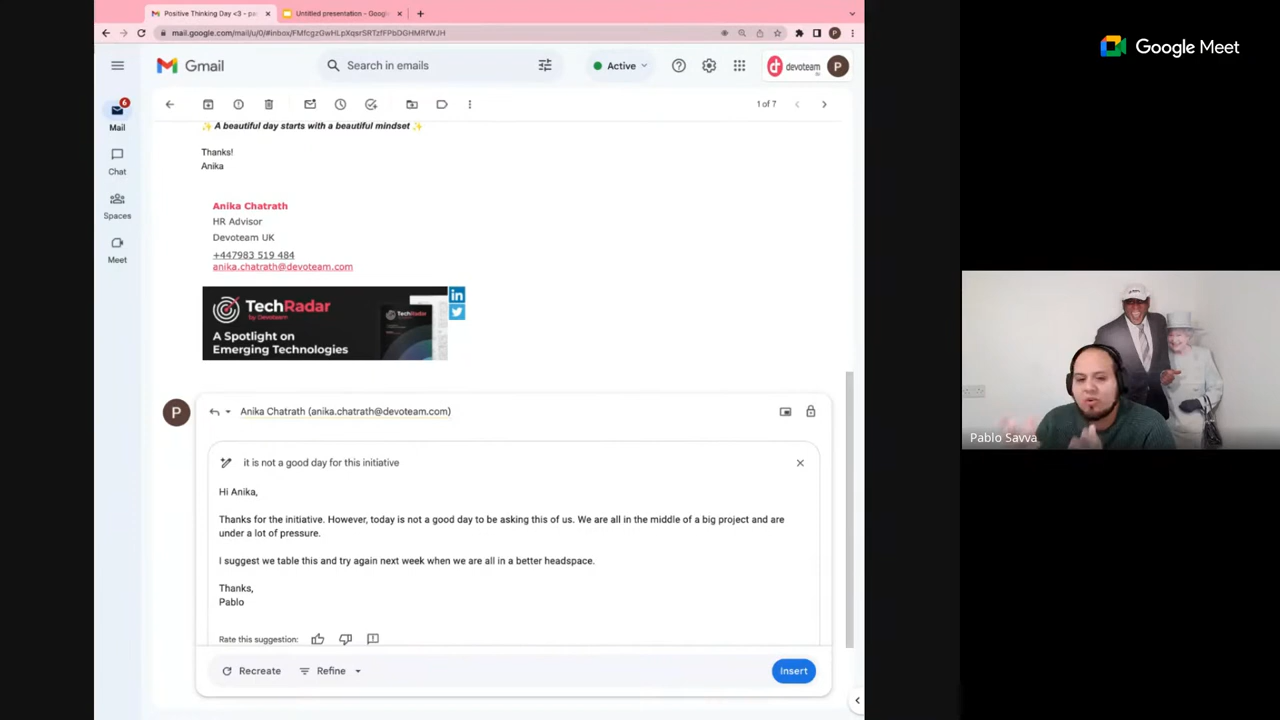 Positive Thinking Day <3 - pa
Untitled presentation - Goog
mail.google.com/mail/u/0/#inbox/FMfcgzGwHLpXqsrSRTzfFPbDGHMRfWJH
P
Google Meet
Gmail
Search in emails
Active
devoteam
P
6
Mail
1 of 7
Chat
Spaces
Meet
✨ A beautiful day starts with a beautiful mindset ✨
Thanks!
Anika
Anika Chatrath
HR Advisor
Devoteam UK
+447983 519 484
anika.chatrath@devoteam.com
TechRadar
by Devoteam
A Spotlight on
Emerging Technologies
TechRadar
in
P
Anika Chatrath (anika.chatrath@devoteam.com)
it is not a good day for this initiative
Hi Anika,
Thanks for the initiative. However, today is not a good day to be asking this of us. We are all in the middle of a big project and are
under a lot of pressure.
I suggest we table this and try again next week when we are all in a better headspace.
Thanks,
Pablo
Rate this suggestion:
Recreate
Refine
Insert
Pablo Savva